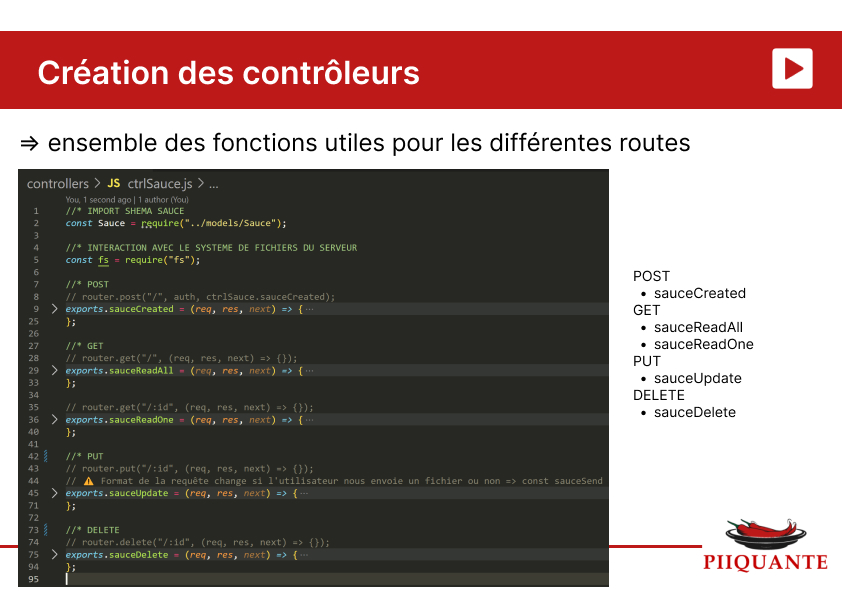 Création des contrôleurs
⇒ ensemble des fonctions utiles pour les différentes routes
controllers > JS ctrlSauce.js > ...
You, 1 second ago | 1 author (You)
1 //* IMPORT SHEMA SAUCE
2 const Sauce = require("../models/Sauce");
3
4 //* INTERACTION AVEC LE SYSTEME DE FICHIERS DU SERVEUR
5 const fs = require("fs");
6
7 //* POST
8 // router.post("/", auth, ctrlSauce.sauceCreated);
9 > exports.sauceCreated = (req, res, next) => { ···
25 };
26
27 //* GET
28 // router.get("/", (req, res, next) => {});
29 > exports.sauceReadAll = (req, res, next) => { ···
33 };
34
35 // router.get("/:id", (req, res, next) => {});
36 > exports.sauceReadOne = (req, res, next) => { ···
40 };
41
42 //* PUT
43 // router.put("/:id", (req, res, next) => {});
44 // ⚠ Format de la requête change si l'utilisateur nous envoie un fichier ou non => const sauceSend
45 > exports.sauceUpdate = (req, res, next) => { ···
71 };
72
73 //* DELETE
74 // router.delete("/:id", (req, res, next) => {});
75 > exports.sauceDelete = (req, res, next) => { ···
94 };
95
POST
• sauceCreated
GET
• sauceReadAll
• sauceReadOne
PUT
• sauceUpdate
DELETE
• sauceDelete
PIIQUANTE